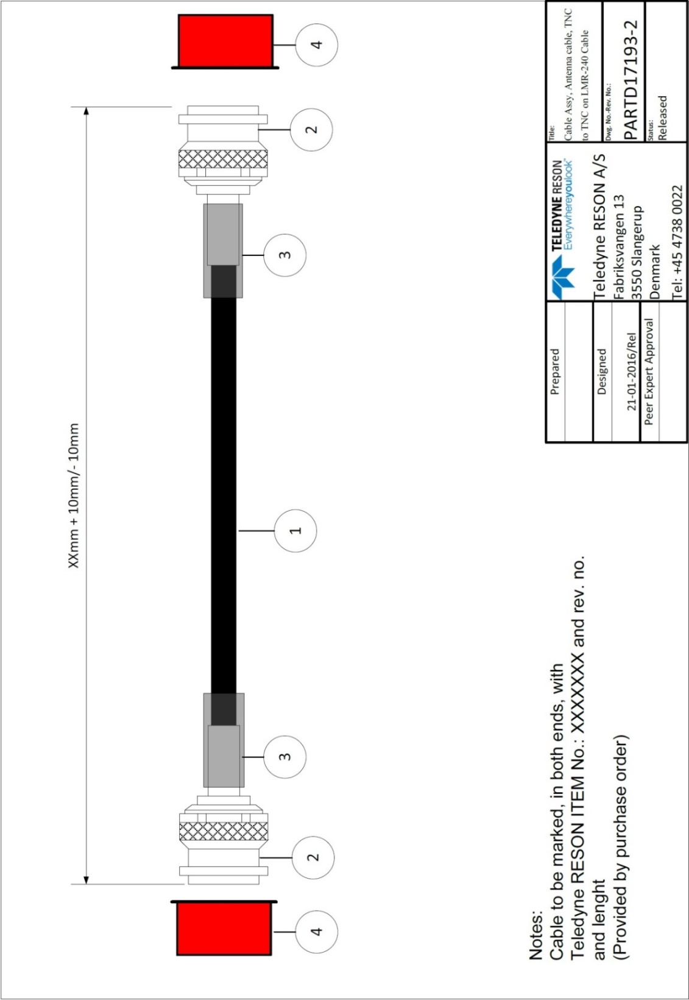 XXmm + 10mm/- 10mm
4
2
3
1
3
2
4
Notes:
Cable to be marked, in both ends, with
Teledyne RESON ITEM No.: XXXXXXX and rev. no.
and lenght
(Provided by purchase order)
Prepared
Designed
21-01-2016/Rel
Peer Expert Approval
TELEDYNE RESON
Everywhereyoulook™
Teledyne RESON A/S
Fabriksvangen 13
3550 Slangerup
Denmark
Tel: +45 4738 0022
Title:
Cable Assy, Antenna cable, TNC
to TNC on LMR-240 Cable
Dwg. No.-Rev. No.:
PARTD17193-2
Status:
Released